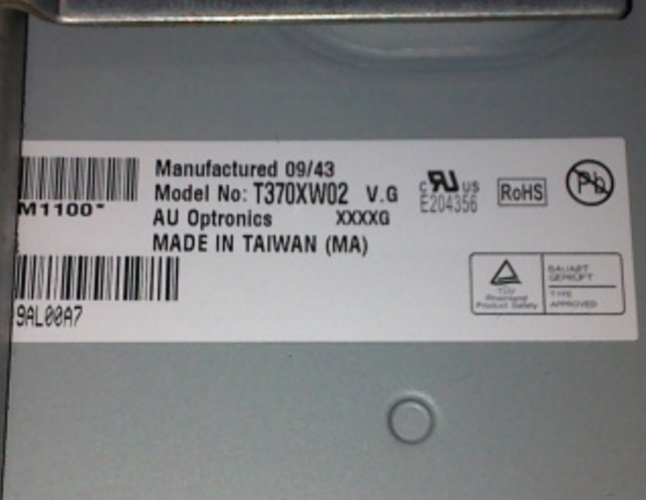 Manufactured 09/43
Model No: T370XW02 V.G
AU Optronics XXXXG
MADE IN TAIWAN (MA)
M1100*
9AL00A7
c RU US
E204356
RoHS
Pb
TÜV
Rheinland
Product Safety
BAUART
GEPRÜFT
TYPE
APPROVED